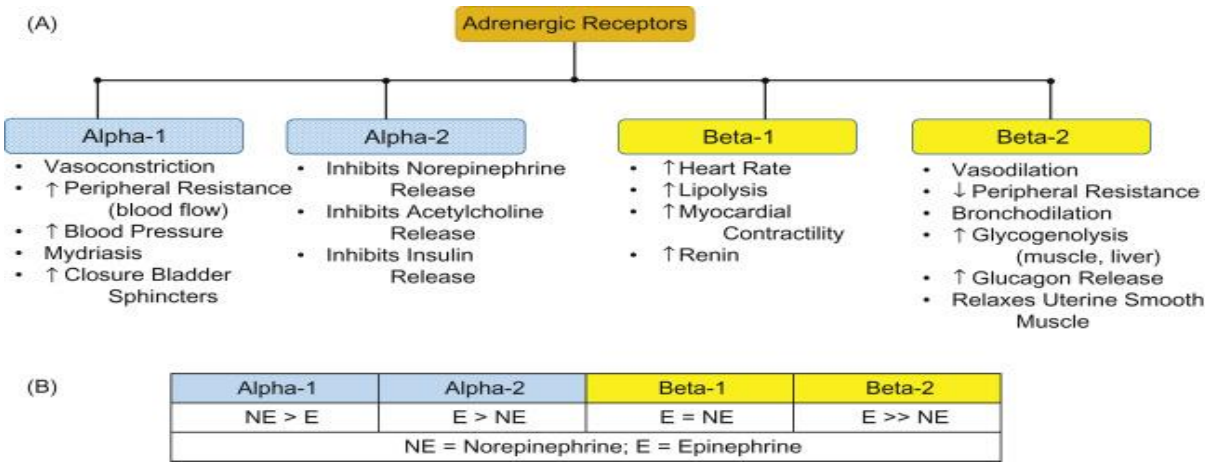 (A)
Adrenergic Receptors
Alpha-1
• Vasoconstriction
• ↑ Peripheral Resistance
(blood flow)
• ↑ Blood Pressure
• Mydriasis
• ↑ Closure Bladder
Sphincters
Alpha-2
• Inhibits Norepinephrine
Release
• Inhibits Acetylcholine
Release
• Inhibits Insulin
Release
Beta-1
• ↑ Heart Rate
• ↑ Lipolysis
• ↑ Myocardial
Contractility
• ↑ Renin
Beta-2
• Vasodilation
• ↓ Peripheral Resistance
• Bronchodilation
• ↑ Glycogenolysis
(muscle, liver)
• ↑ Glucagon Release
• Relaxes Uterine Smooth
Muscle
(B)
Alpha-1 Alpha-2 Beta-1 Beta-2
NE > E E > NE E = NE E >> NE
NE = Norepinephrine; E = Epinephrine